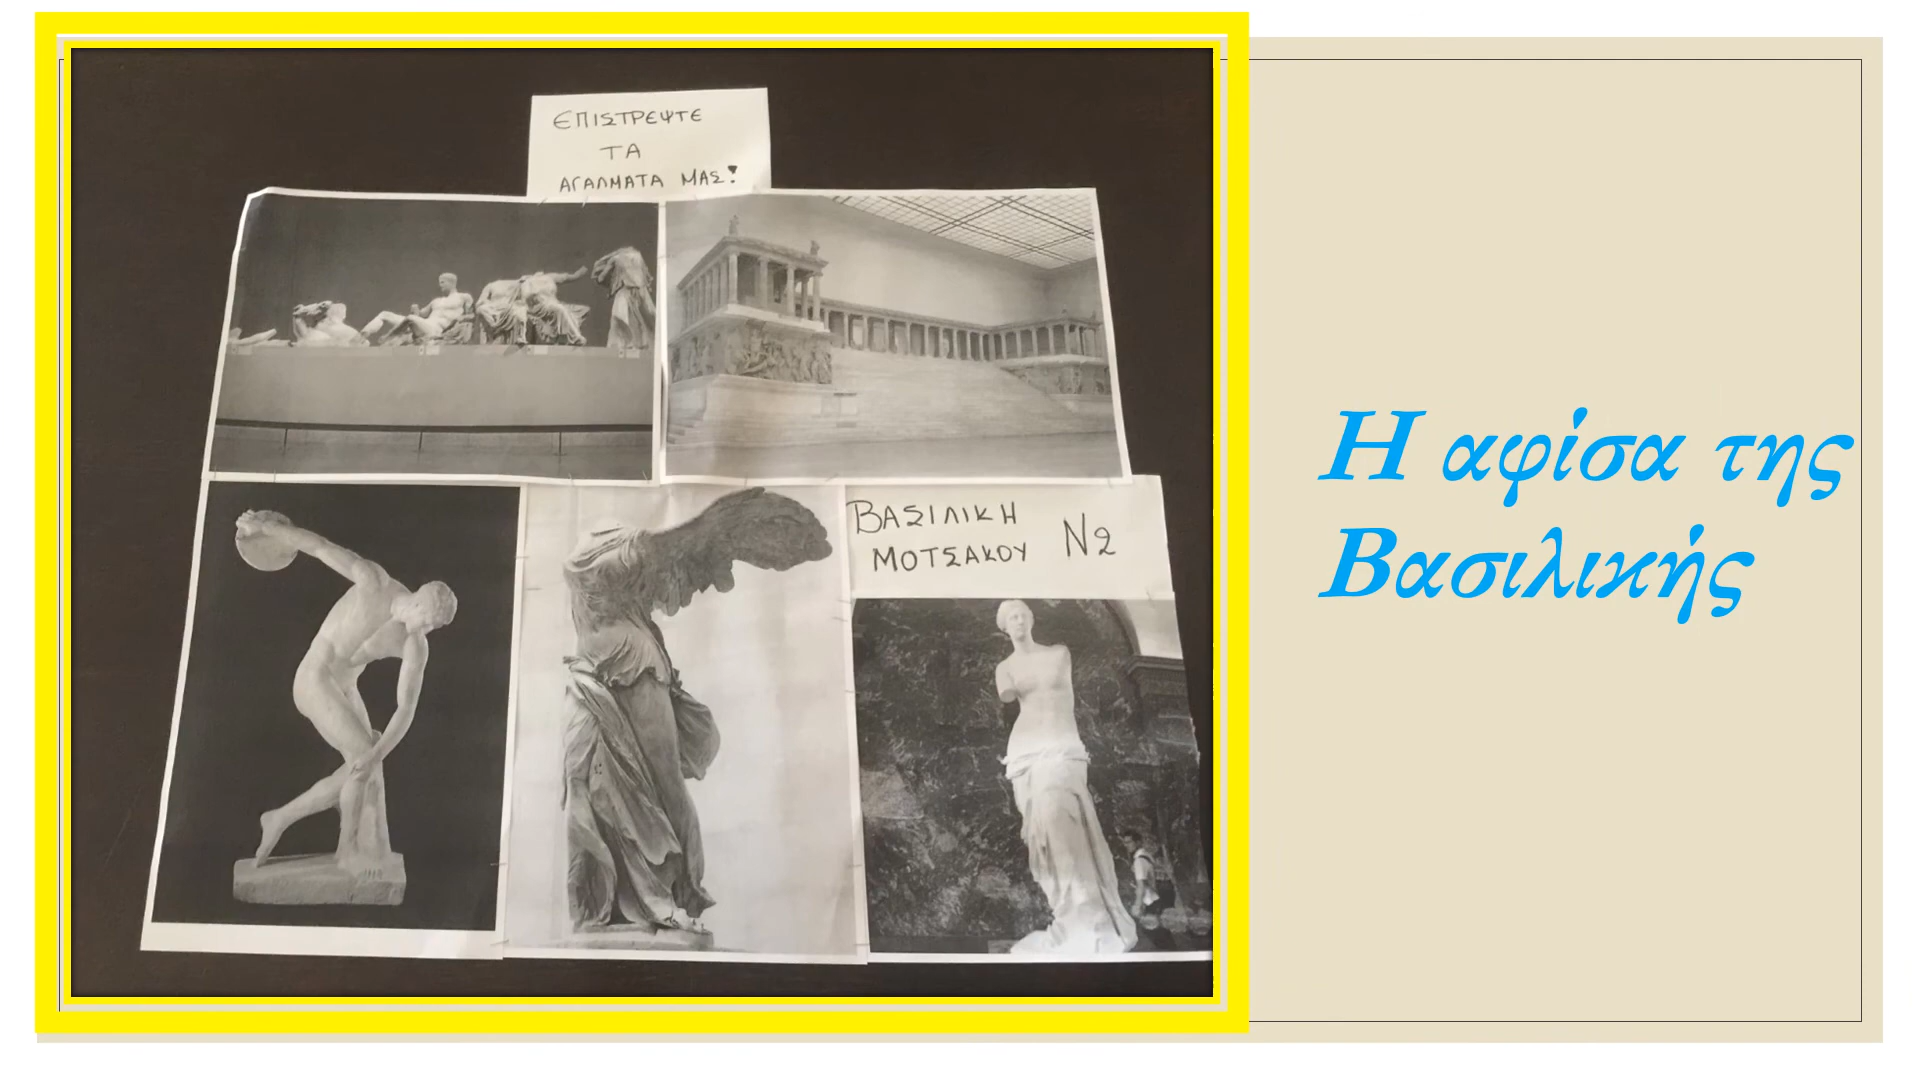 ΕΠΙΣΤΡΕΨΤΕ
ΤΑ
ΑΓΑΛΜΑΤΑ ΜΑΣ!
ΒΑΣΙΛΙΚΗ
ΜΟΤΣΑΚΟΥ Ν2
Η αφίσα της
Βασιλικής